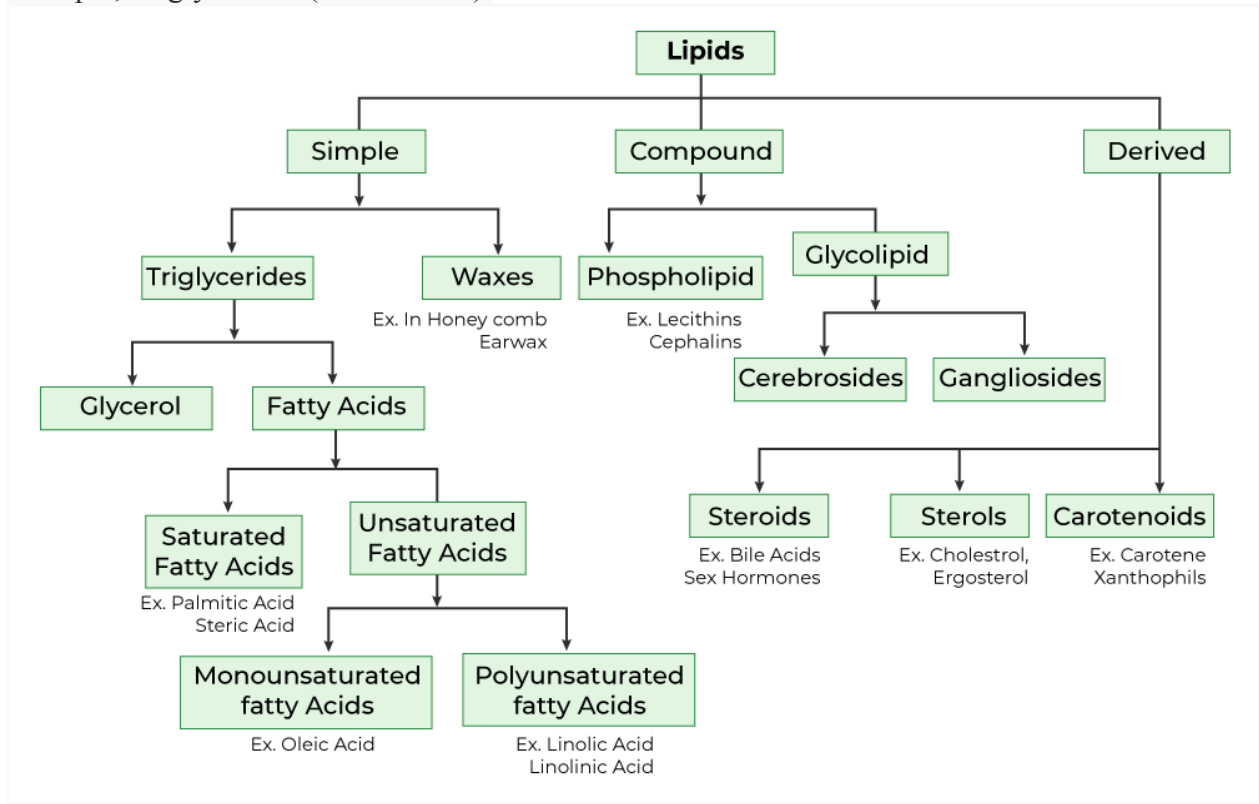 Lipids
Simple
Compound
Derived
Triglycerides
Waxes
Ex. In Honey comb
Earwax
Phospholipid
Ex. Lecithins
Cephalins
Glycolipid
Cerebrosides
Gangliosides
Glycerol
Fatty Acids
Saturated
Fatty Acids
Ex. Palmitic Acid
Steric Acid
Unsaturated
Fatty Acids
Monounsaturated
fatty Acids
Ex. Oleic Acid
Polyunsaturated
fatty Acids
Ex. Linolic Acid
Linolinic Acid
Steroids
Ex. Bile Acids
Sex Hormones
Sterols
Ex. Cholestrol,
Ergosterol
Carotenoids
Ex. Carotene
Xanthophils